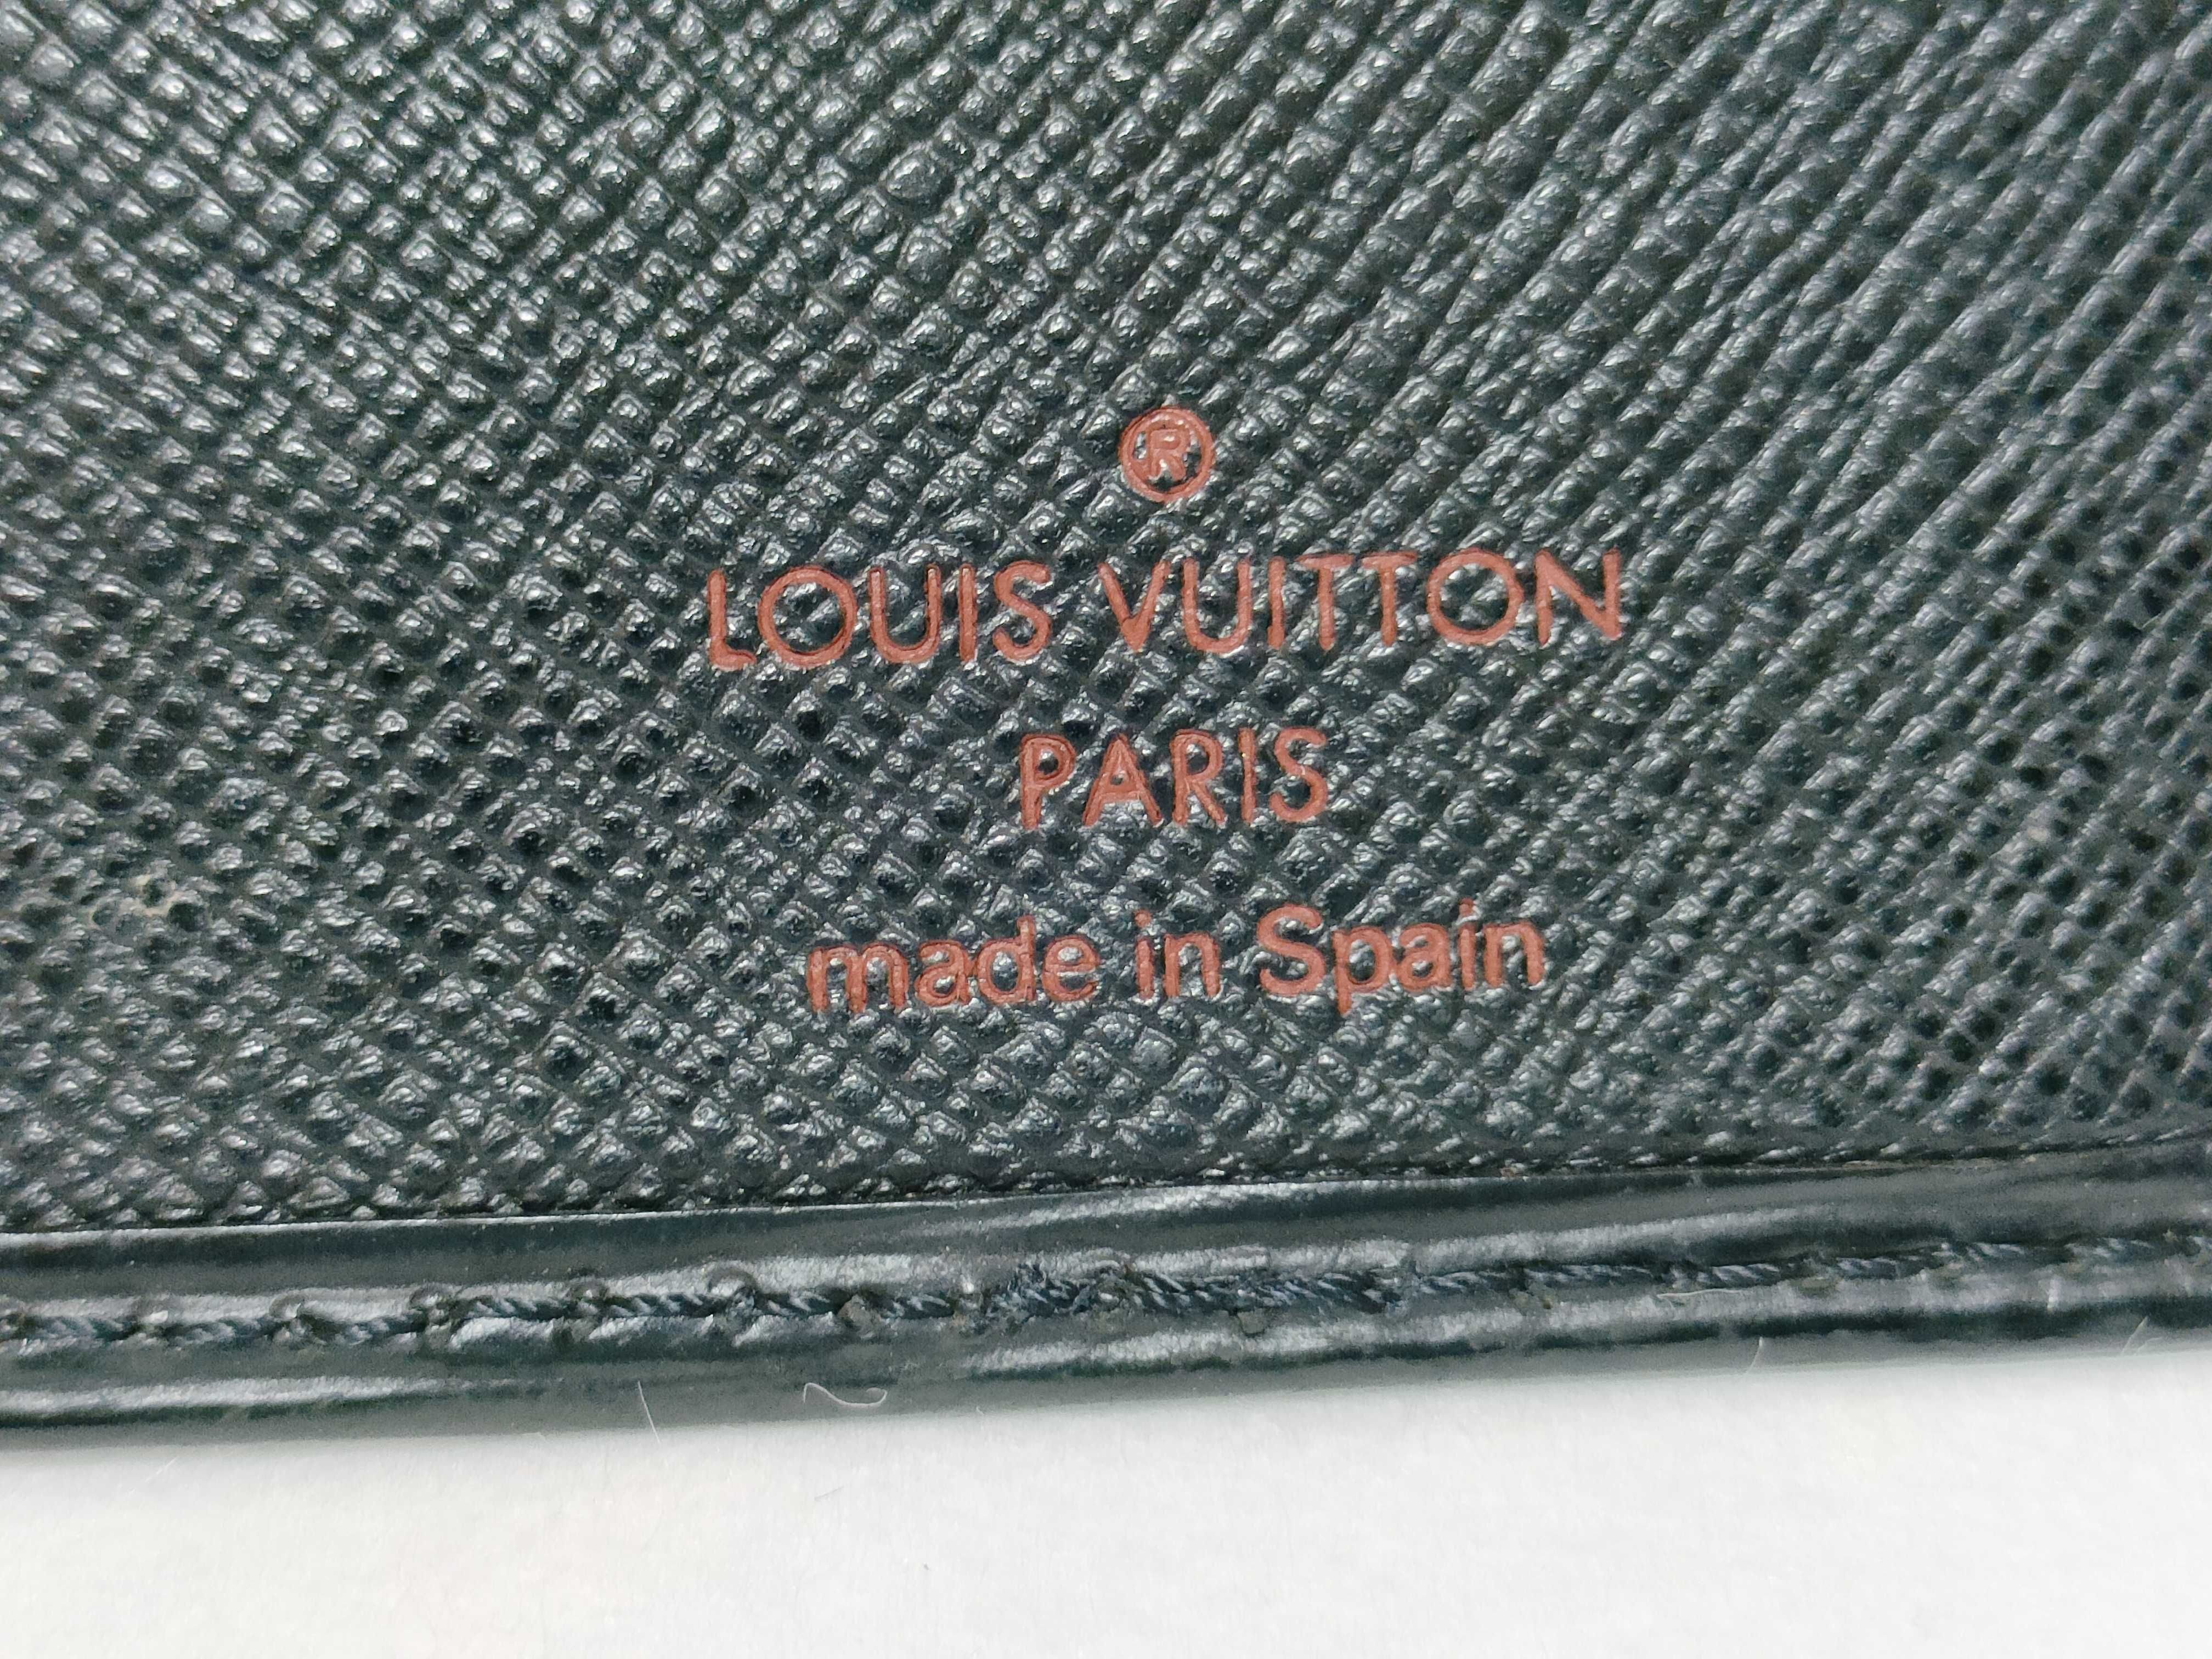 ®
LOUIS VUITTON
PARIS
made in Spain